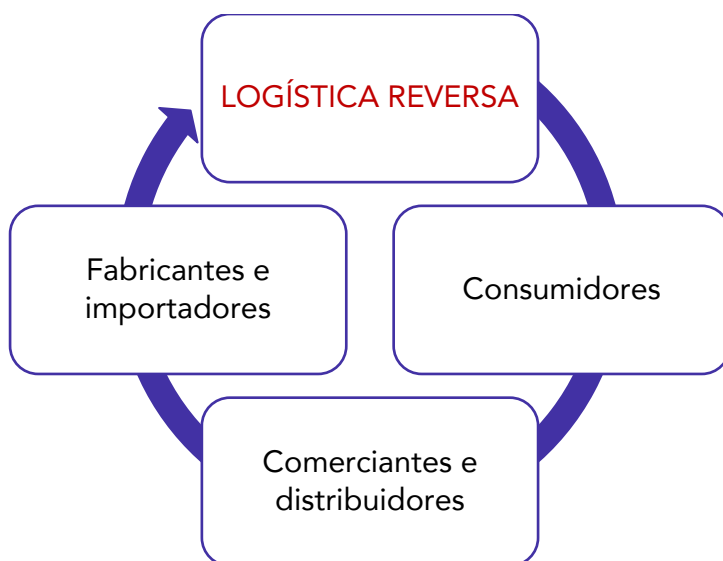 LOGÍSTICA REVERSA
Consumidores
Comerciantes e
distribuidores
Fabricantes e
importadores